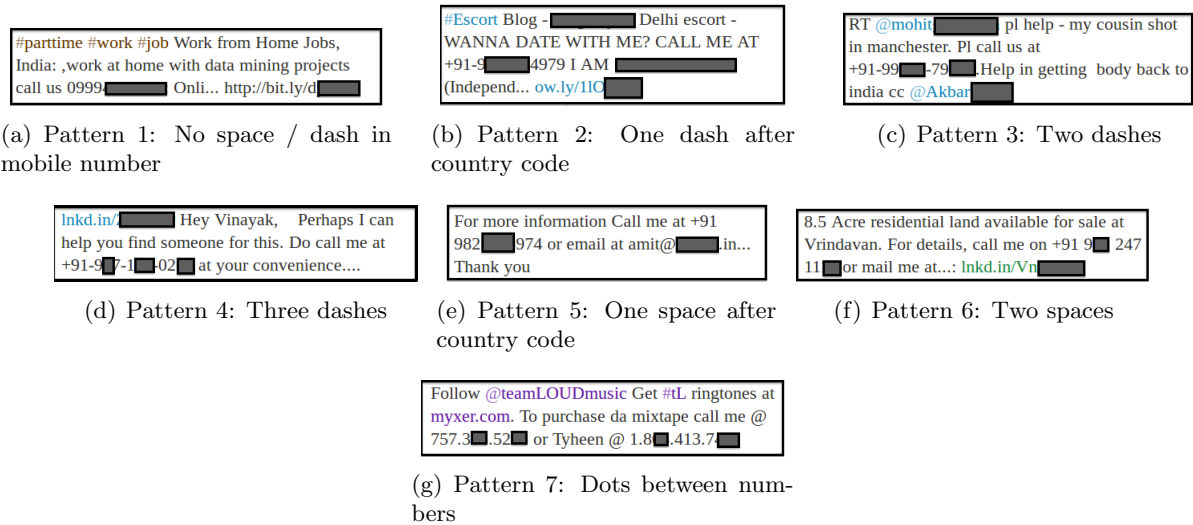 #parttime #work #job Work from Home Jobs,
India: ,work at home with data mining projects
call us 0999 Onli... http://bit.ly/d
(a) Pattern 1: No space / dash in
mobile number
#Escort Blog - Delhi escort -
WANNA DATE WITH ME? CALL ME AT
+91-9 4979 I AM
(Independ... ow.ly/1lO
(b) Pattern 2: One dash after
country code
RT @mohit pl help - my cousin shot
in manchester. Pl call us at
+91-99 -79 .Help in getting body back to
india cc @Akbar
(c) Pattern 3: Two dashes
lnkd.in/ Hey Vinayak, Perhaps I can
help you find someone for this. Do call me at
+91-9 7-1 -02 at your convenience....
(d) Pattern 4: Three dashes
For more information Call me at +91
982 974 or email at amit@ .in...
Thank you
(e) Pattern 5: One space after
country code
8.5 Acre residential land available for sale at
Vrindavan. For details, call me on +91 9 247
11 or mail me at...: lnkd.in/Vn
(f) Pattern 6: Two spaces
Follow @teamLOUDmusic Get #tL ringtones at
myxer.com. To purchase da mixtape call me @
757.3 .52 or Tyheen @ 1.8 .413.7
(g) Pattern 7: Dots between num-
bers